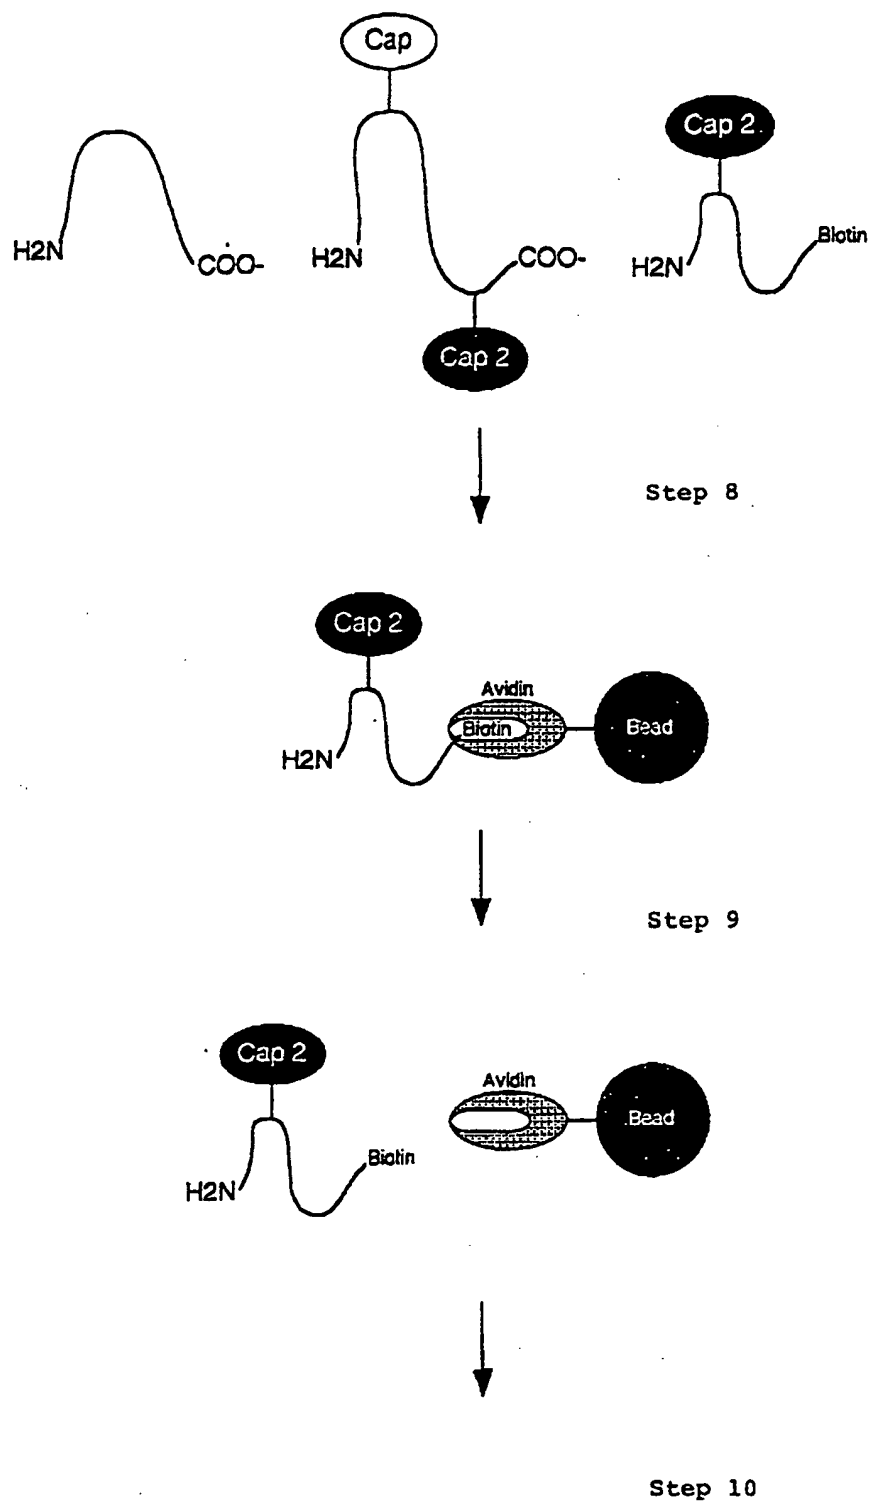 Cap
Cap 2
H2N
COO-
H2N
COO-
H2N
Biotin
Cap 2
Step 8
Cap 2
Avidin
Biotin
Bead
H2N
Step 9
Cap 2
Avidin
Bead
Biotin
H2N
Step 10